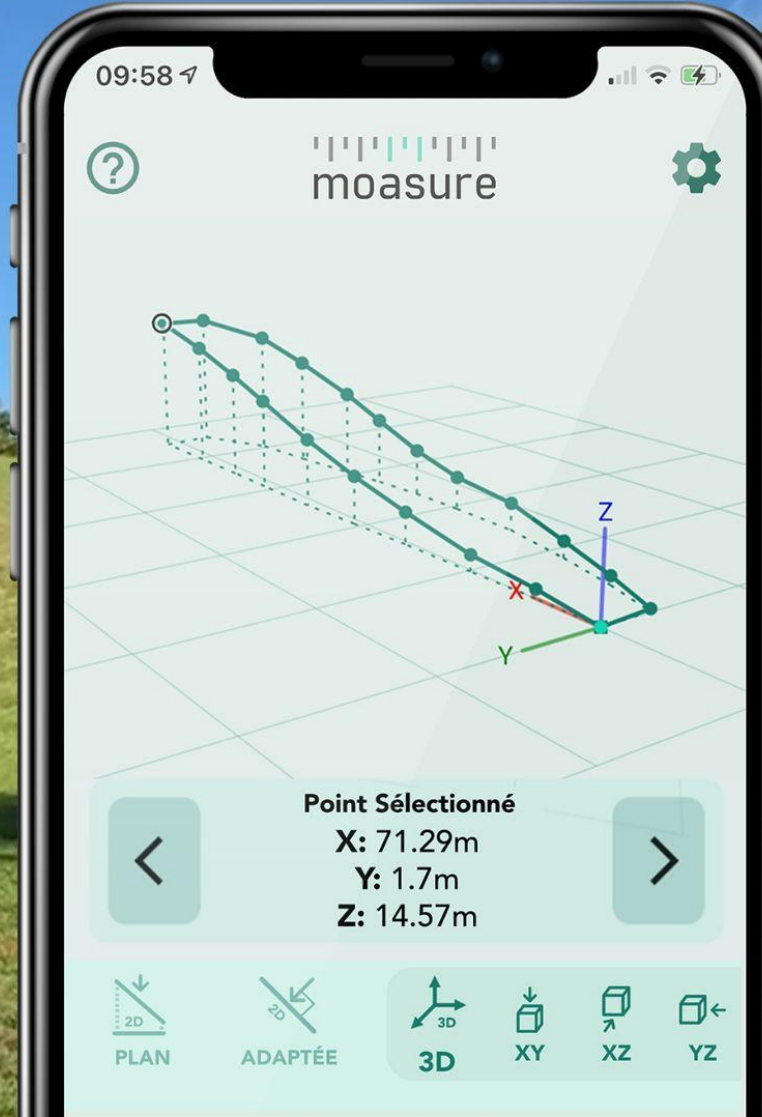 09:58
moasure
Z
X
Y
Point Sélectionné
X: 71.29m
Y: 1.7m
Z: 14.57m
2D
2D
3D
PLAN
ADAPTÉE
3D
XY
XZ
YZ